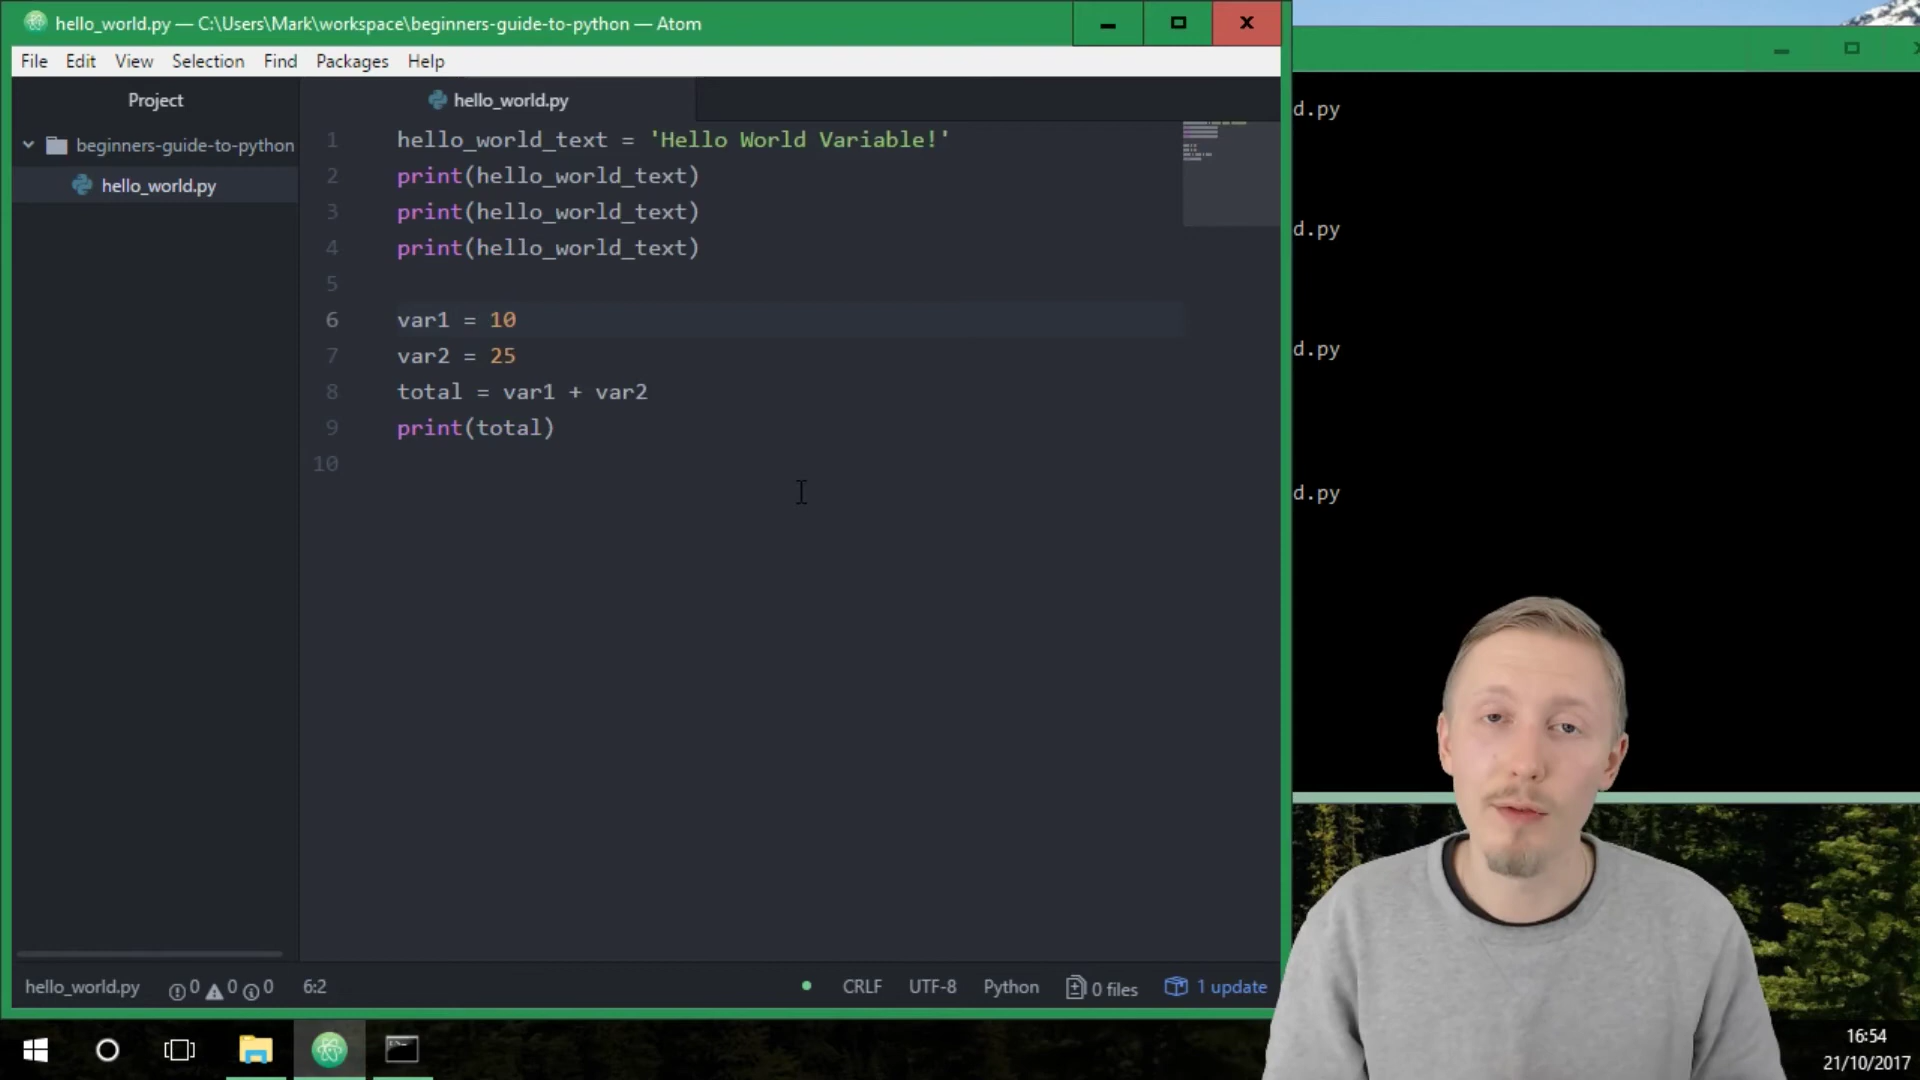 hello_world.py — C:\Users\Mark\workspace\beginners-guide-to-python — Atom
File Edit View Selection Find Packages Help
Project
hello_world.py
beginners-guide-to-python
hello_world.py
1 hello_world_text = 'Hello World Variable!'
2 print(hello_world_text)
3 print(hello_world_text)
4 print(hello_world_text)
5
6 var1 = 10
7 var2 = 25
8 total = var1 + var2
9 print(total)
10
d.py
d.py
d.py
d.py
hello_world.py 0 0 0 6:2 CRLF UTF-8 Python 0 files 1 update
16:54
21/10/2017